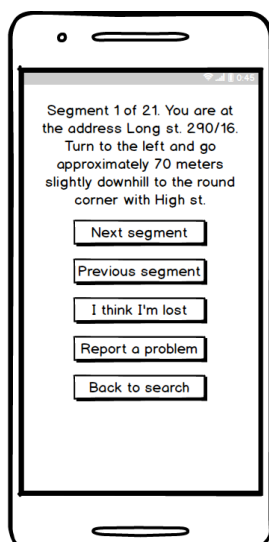 0:45
Segment 1 of 21. You are at
the address Long st. 290/16.
Turn to the left and go
approximately 70 meters
slightly downhill to the round
corner with High st.
Next segment
Previous segment
I think I'm lost
Report a problem
Back to search